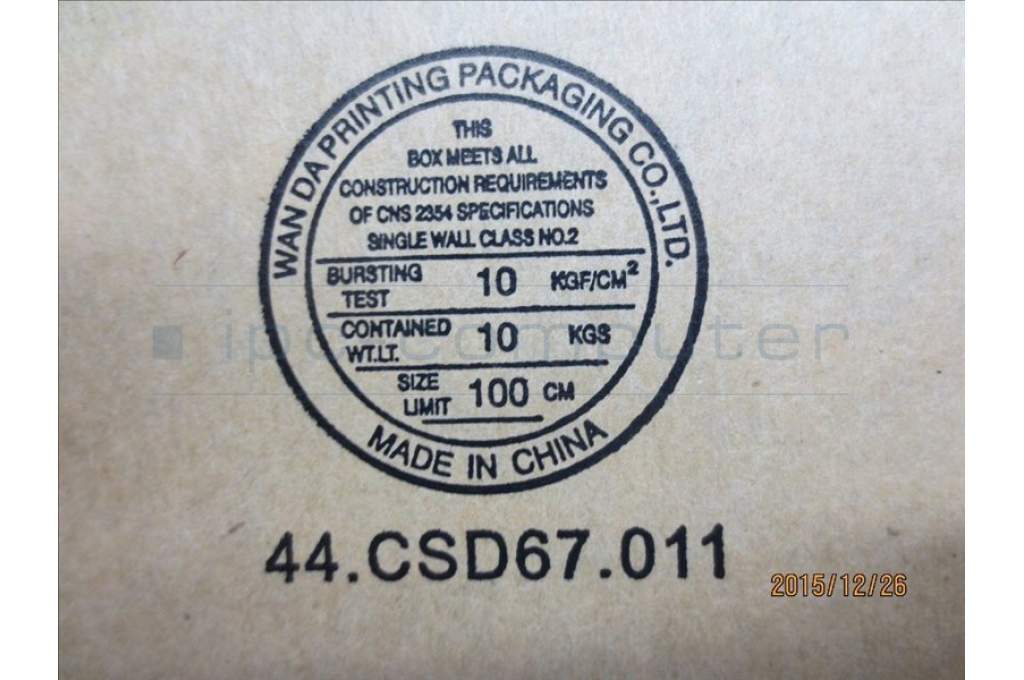 WAN DA PRINTING PACKAGING CO.,LTD.
THIS
BOX MEETS ALL
CONSTRUCTION REQUIREMENTS
OF CNS 2354 SPECIFICATIONS
SINGLE WALL CLASS NO.2
BURSTING TEST 10 KGF/CM²
CONTAINED WT.LT. 10 KGS
SIZE LIMIT 100 CM
MADE IN CHINA
ipc computer
44.CSD67.011
2015/12/26